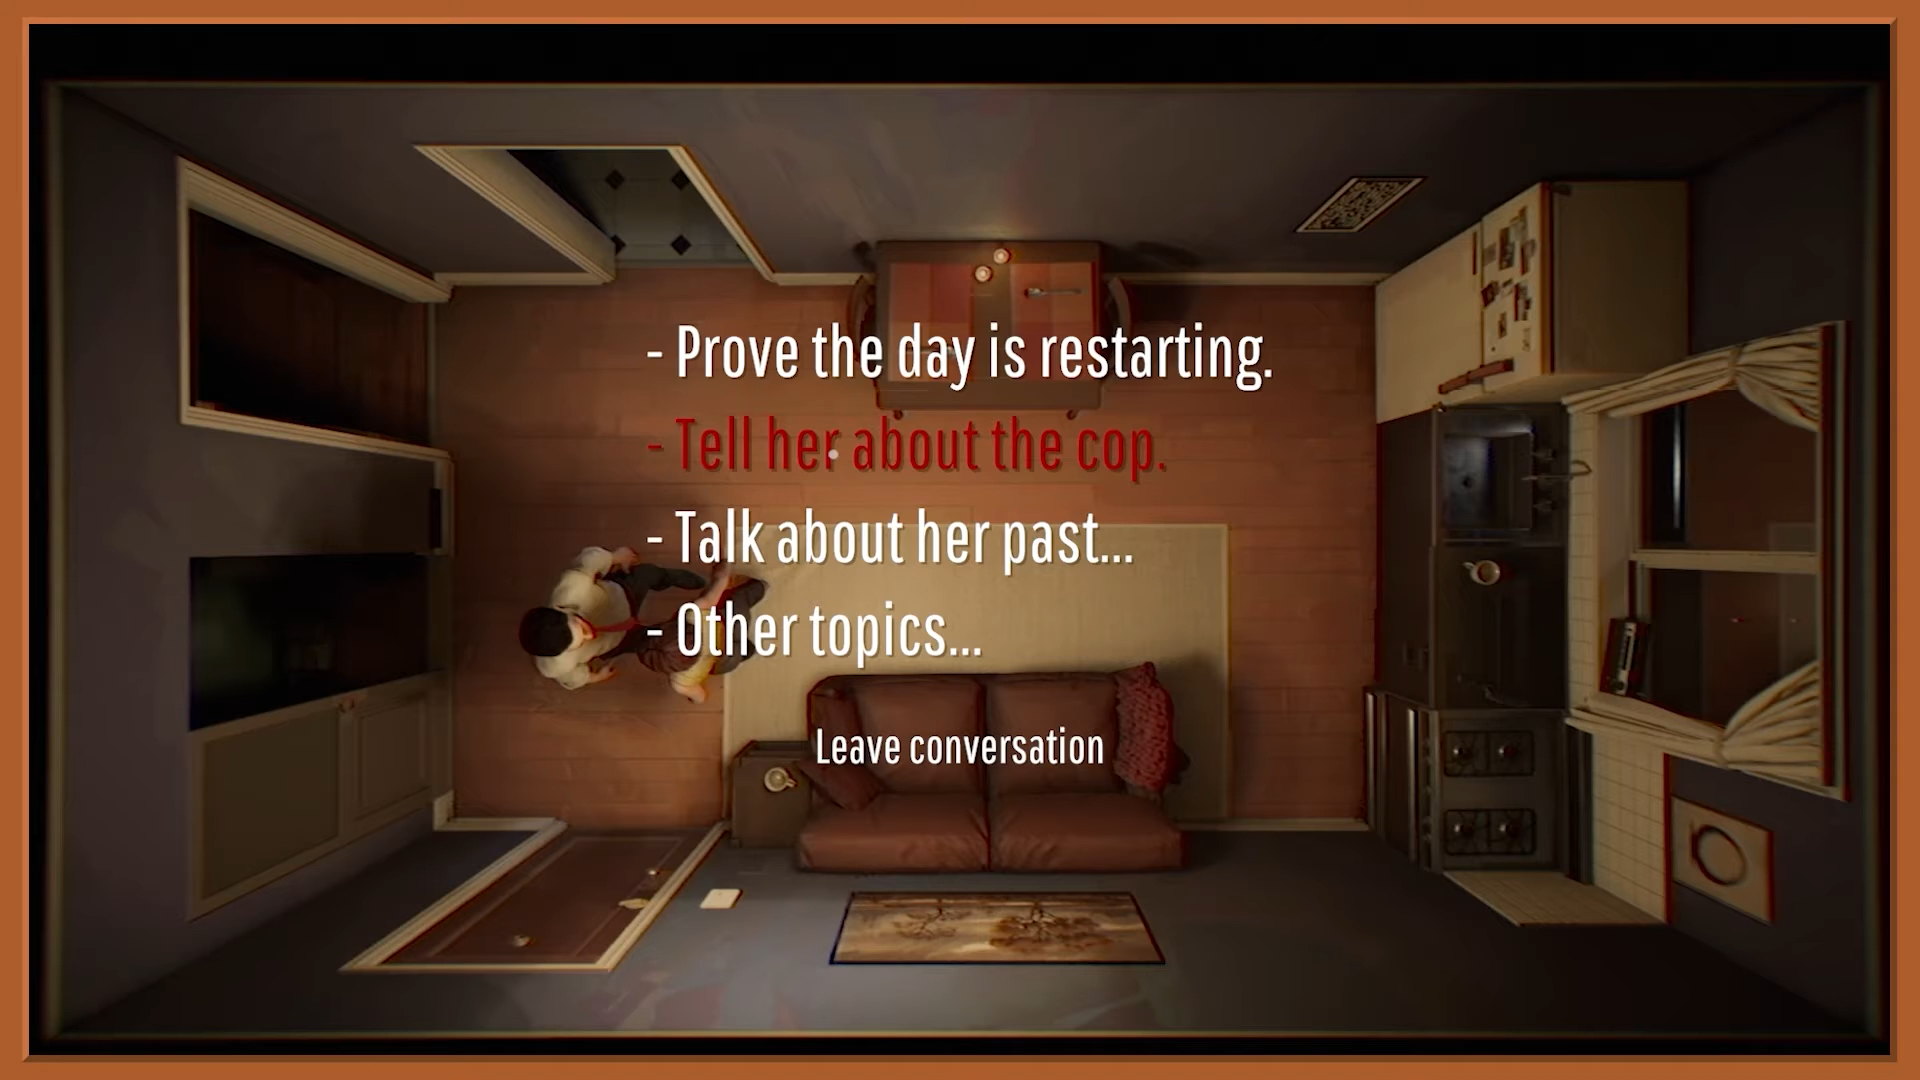 - Prove the day is restarting.
- Tell her about the cop.
- Talk about her past...
- Other topics...
Leave conversation